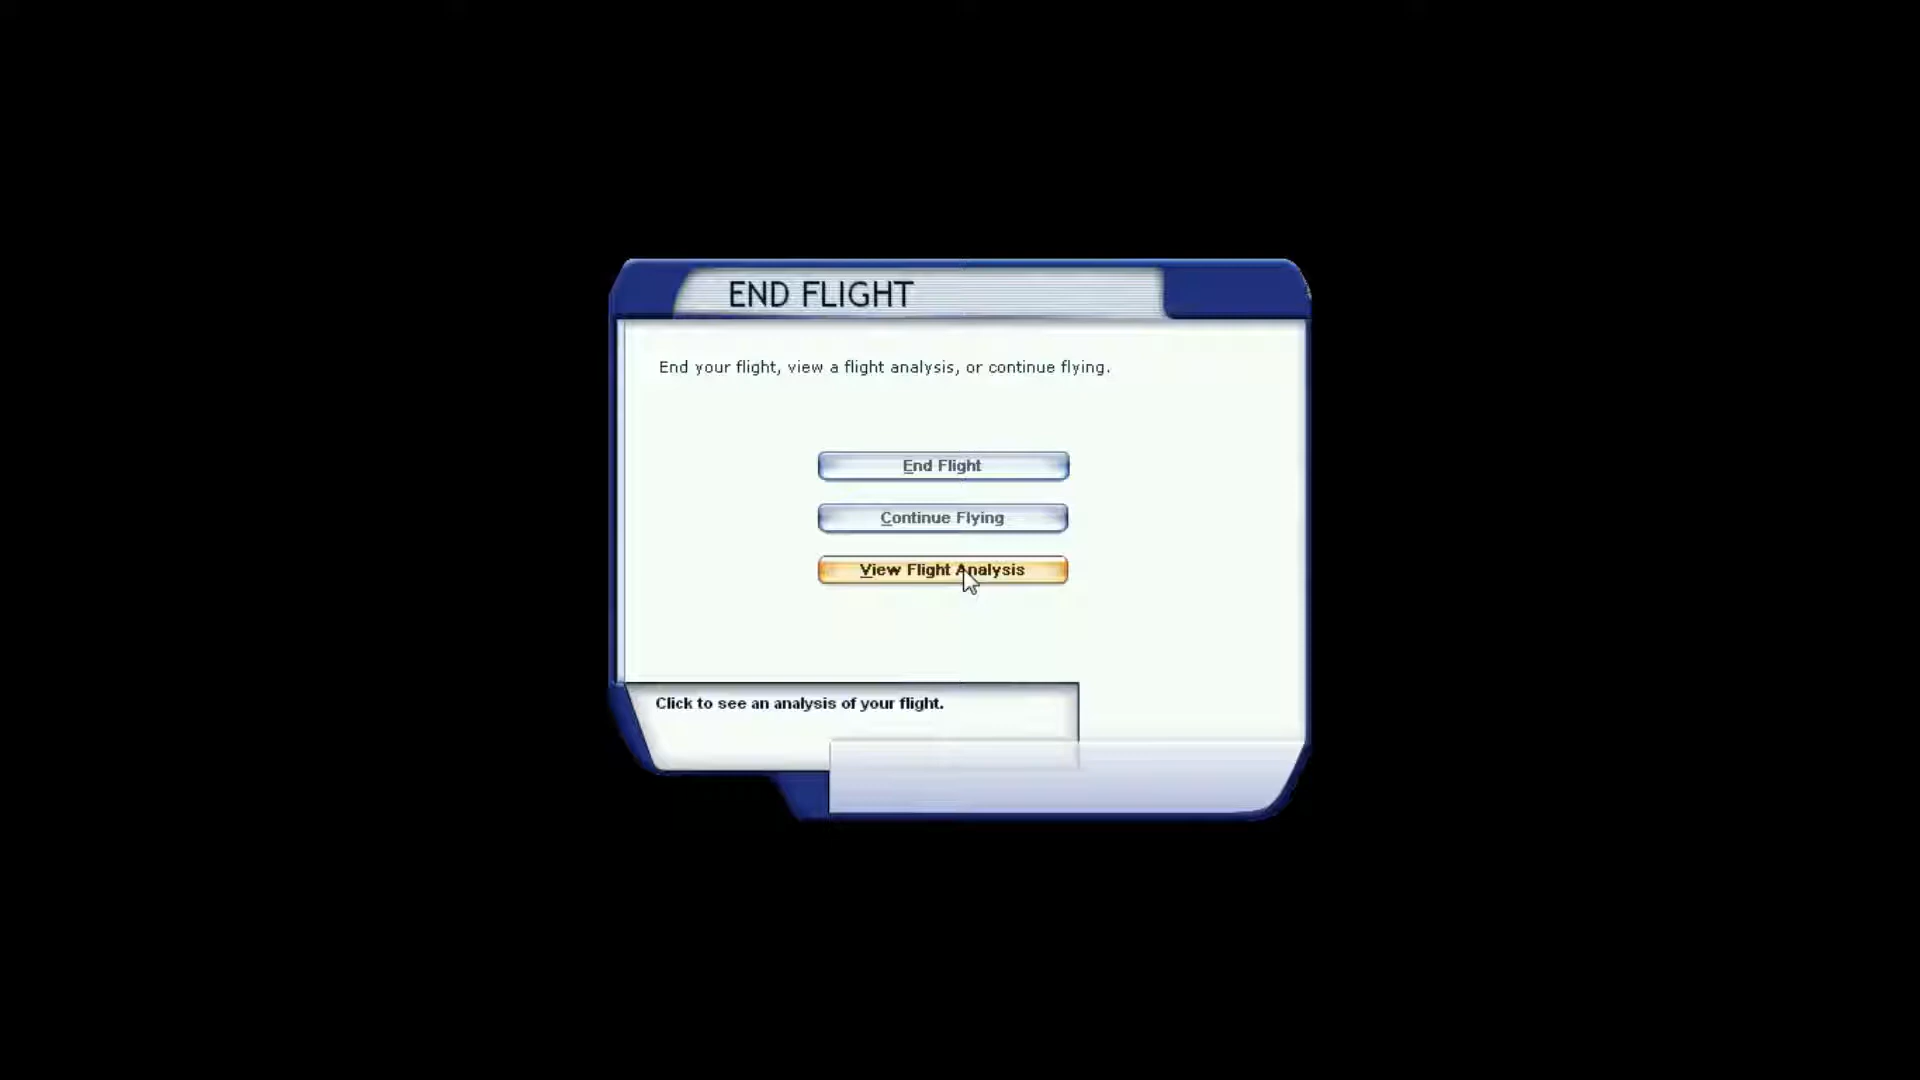 END FLIGHT
End your flight, view a flight analysis, or continue flying.
End Flight
Continue Flying
View Flight Analysis
Click to see an analysis of your flight.